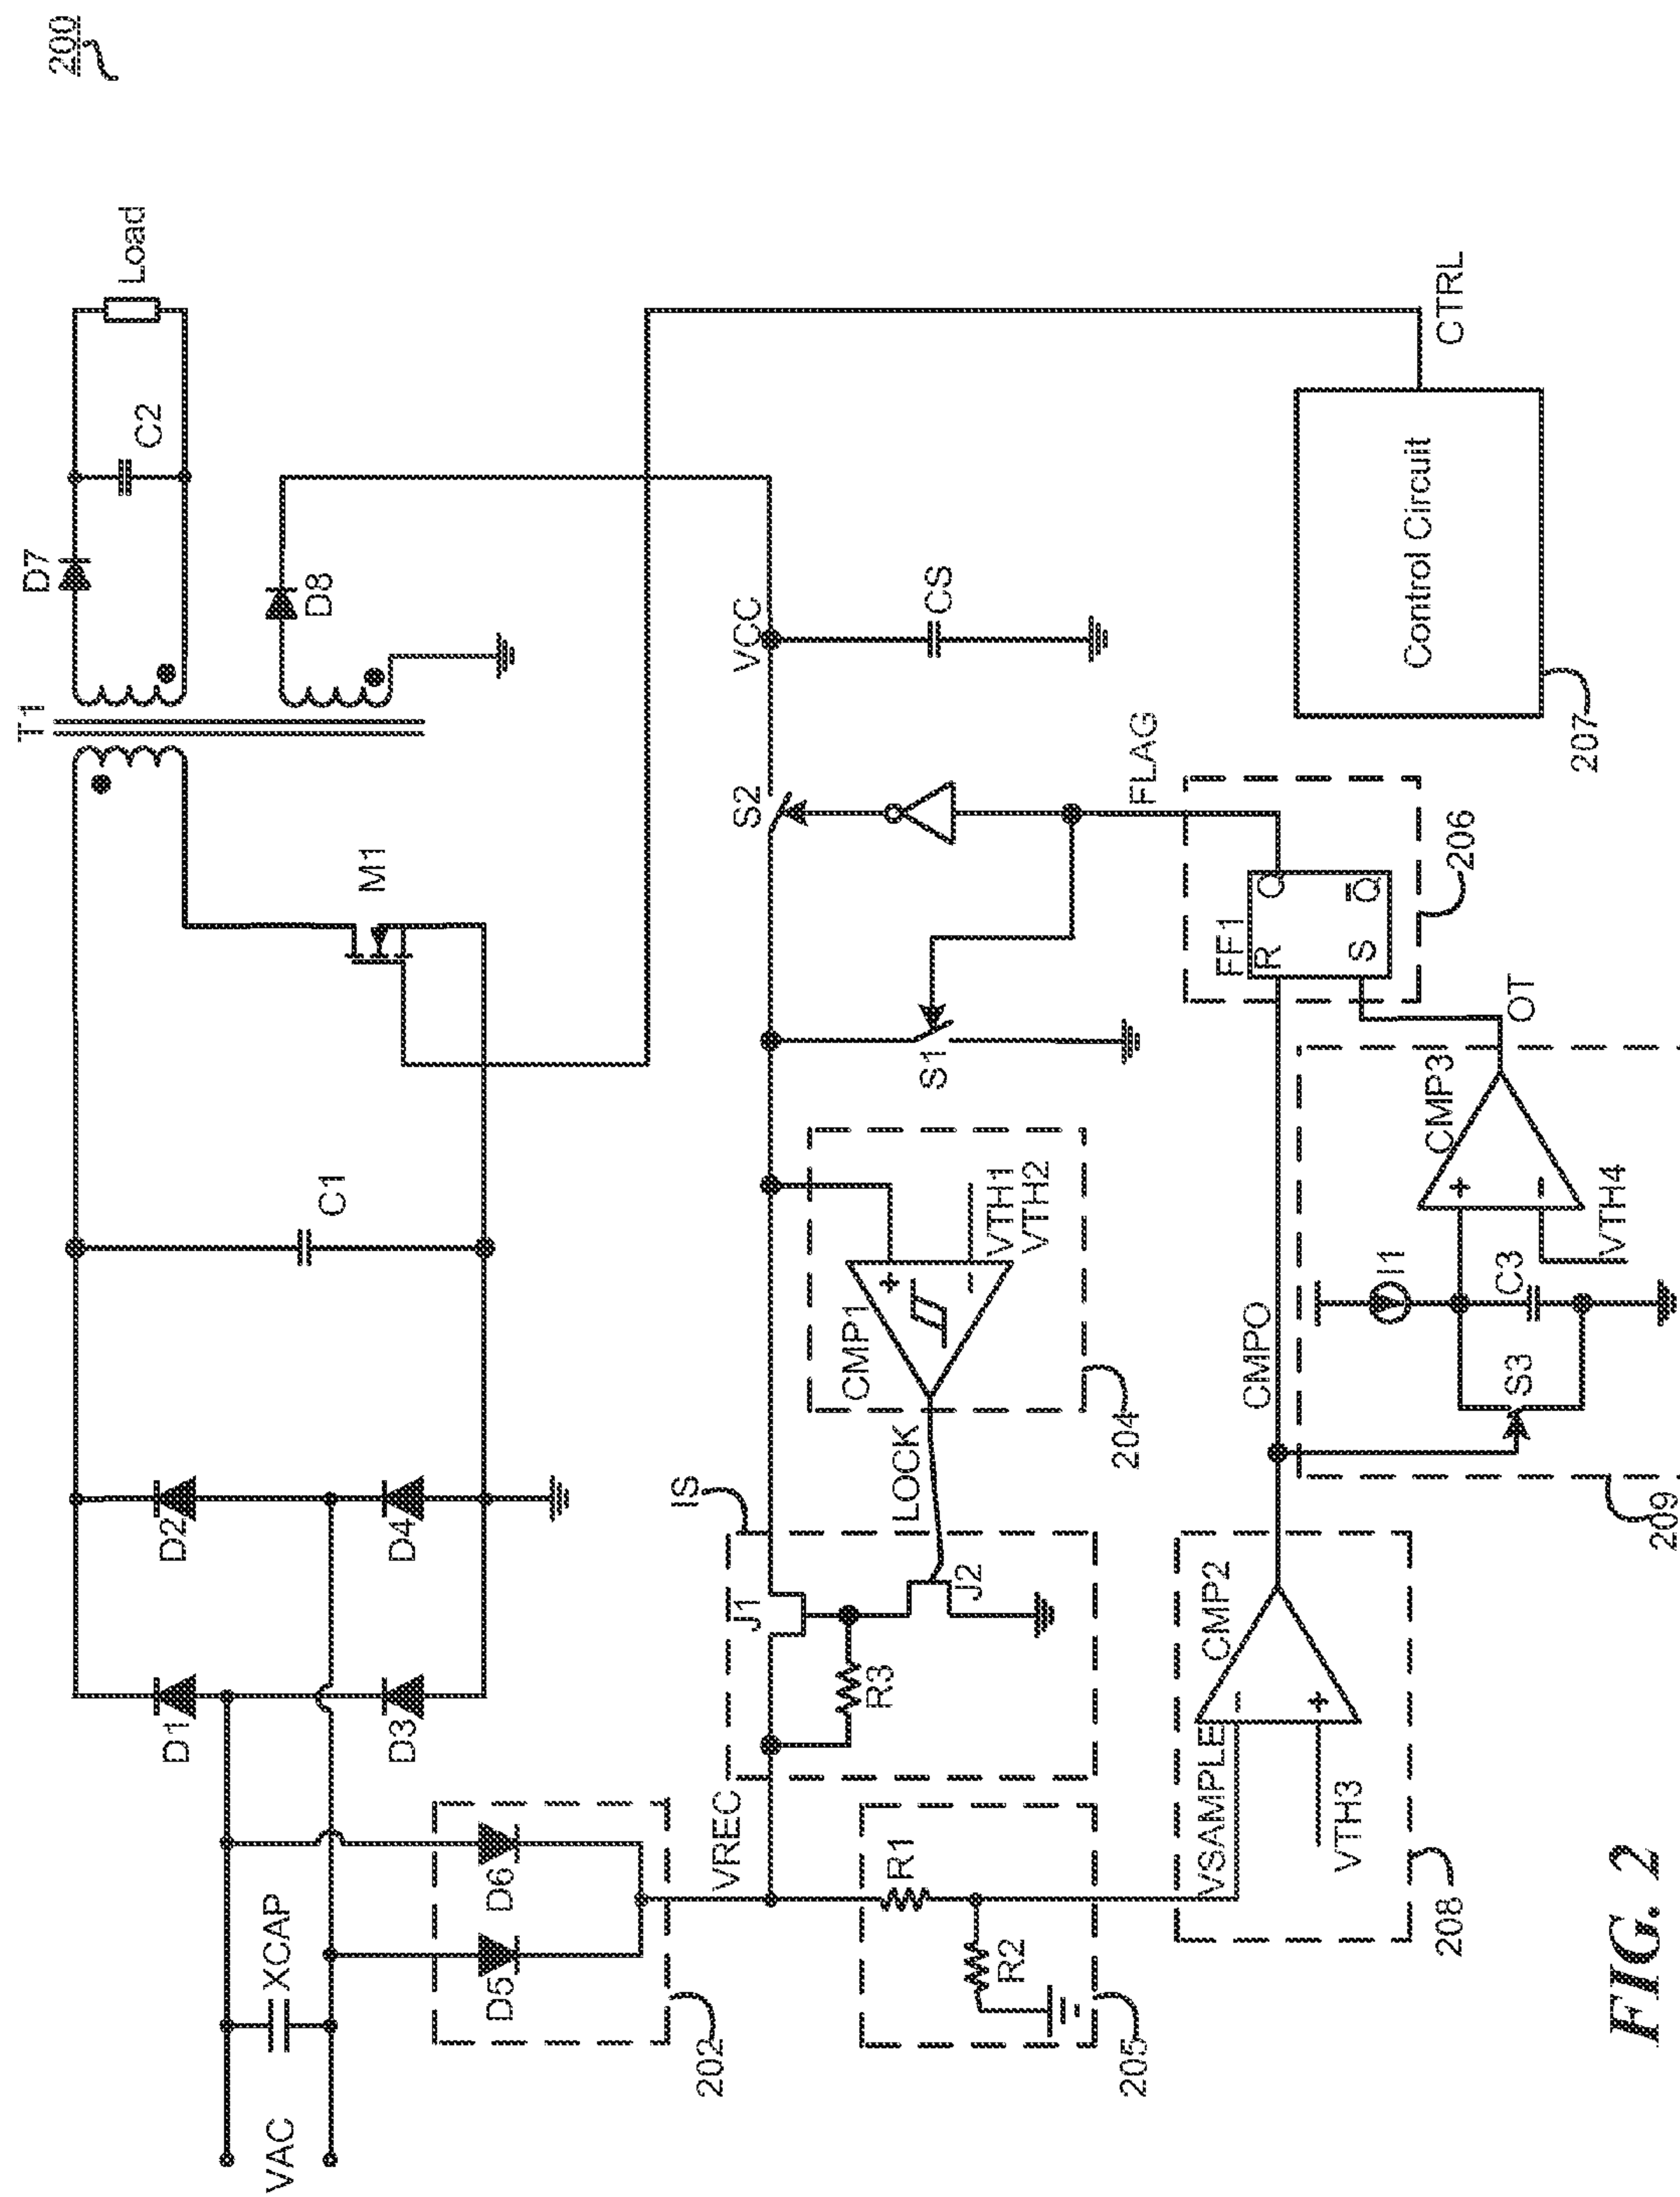 200
T1
D7
C2
Load
D8
M1
C1
D1
D2
D3
D4
VAC
XCAP
D5
D6
202
VREC
IS
J1
R3
J2
LOCK
CMP1
+
-
VTH1
VTH2
204
S1
S2
VCC
CS
FLAG
R1
R2
205
VSAMPLE
CMP2
-
+
VTH3
208
CMPO
FF1
R
Q
S
Q̅
206
OT
S3
I1
C3
CMP3
+
-
VTH4
209
Control Circuit
207
CTRL
FIG. 2